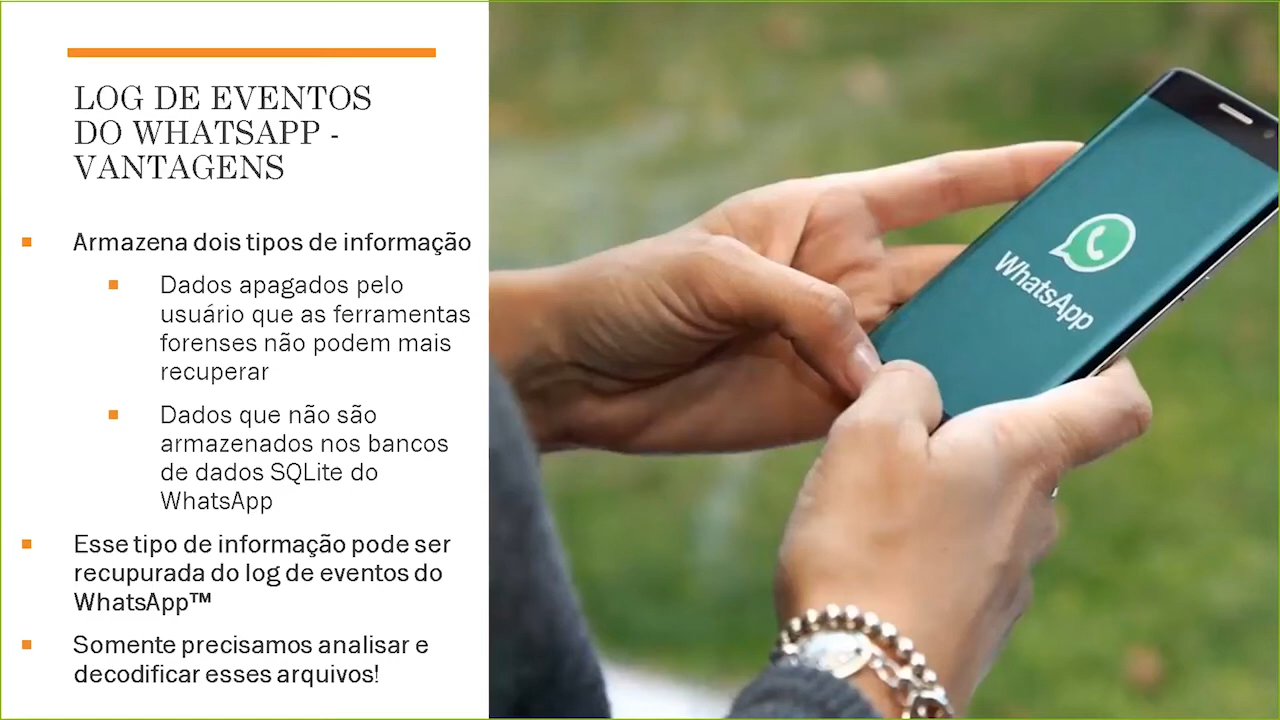 LOG DE EVENTOS
DO WHATSAPP -
VANTAGENS
Armazena dois tipos de informação
Dados apagados pelo
usuário que as ferramentas
forenses não podem mais
recuperar
Dados que não são
armazenados nos bancos
de dados SQLite do
WhatsApp
Esse tipo de informação pode ser
recupurada do log de eventos do
WhatsApp™
Somente precisamos analisar e
decodificar esses arquivos!
WhatsApp